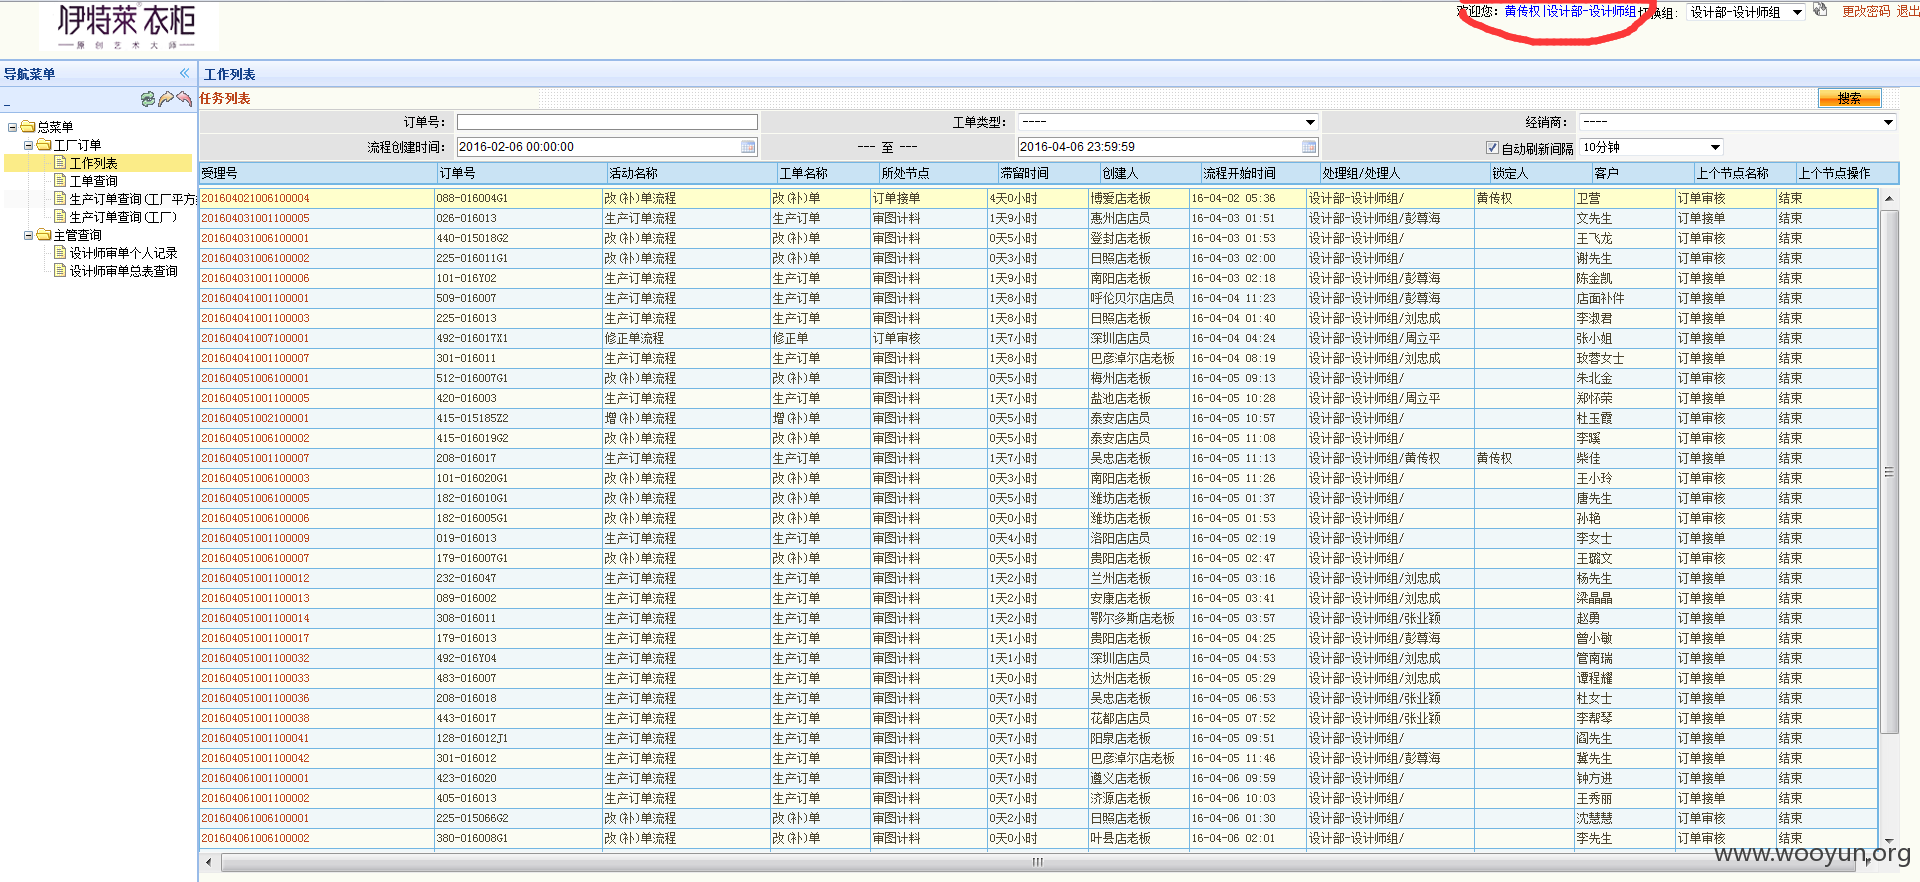 伊特莱衣柜
原创艺术大师
欢迎您: 黄传权|设计部-设计师组 切换组: 设计部-设计师组 更改密码 退出
导航菜单
总菜单
工厂订单
工作列表
工单查询
生产订单查询(工厂平方
生产订单查询(工厂)
主管查询
设计师审单个人记录
设计师审单总表查询
工作列表
任务列表 搜索
订单号: 工单类型: ---- 经销商: ----
流程创建时间: 2016-02-06 00:00:00 --- 至 --- 2016-04-06 23:59:59 自动刷新间隔 10分钟
受理号 订单号 活动名称 工单名称 所处节点 滞留时间 创建人 流程开始时间 处理组/处理人 锁定人 客户 上个节点名称 上个节点操作
201604021006100004 088-016004G1 改(补)单流程 改(补)单 订单接单 4天0小时 博爱店老板 16-04-02 05:36 设计部-设计师组/ 黄传权 卫营 订单审核 结束
201604031001100005 026-016013 生产订单流程 生产订单 审图计料 1天9小时 惠州店店员 16-04-03 01:51 设计部-设计师组/彭尊海 文先生 订单接单 结束
201604031006100001 440-015018G2 改(补)单流程 改(补)单 审图计料 0天5小时 登封店老板 16-04-03 01:53 设计部-设计师组/ 王飞龙 订单审核 结束
201604031006100002 225-016011G1 改(补)单流程 改(补)单 审图计料 0天3小时 日照店老板 16-04-03 02:00 设计部-设计师组/ 谢先生 订单审核 结束
201604031001100006 101-016Y02 生产订单流程 生产订单 审图计料 1天9小时 南阳店老板 16-04-03 02:18 设计部-设计师组/彭尊海 陈金凯 订单接单 结束
201604041001100001 509-016007 生产订单流程 生产订单 审图计料 1天8小时 呼伦贝尔店店员 16-04-04 11:23 设计部-设计师组/彭尊海 店面补件 订单接单 结束
201604041001100003 225-016013 生产订单流程 生产订单 审图计料 1天8小时 日照店老板 16-04-04 01:40 设计部-设计师组/刘忠成 李淑君 订单接单 结束
201604041007100001 492-016017X1 修正单流程 修正单 订单审核 1天7小时 深圳店店员 16-04-04 04:24 设计部-设计师组/周立平 张小姐 订单接单 结束
201604041001100007 301-016011 生产订单流程 生产订单 审图计料 1天8小时 巴彦淖尔店老板 16-04-04 08:19 设计部-设计师组/刘忠成 玫蓉女士 订单接单 结束
201604051006100001 512-016007G1 改(补)单流程 改(补)单 审图计料 0天5小时 梅州店老板 16-04-05 09:13 设计部-设计师组/ 朱北金 订单审核 结束
201604051001100005 420-016003 生产订单流程 生产订单 审图计料 1天7小时 盐池店老板 16-04-05 10:28 设计部-设计师组/周立平 郑怀荣 订单接单 结束
201604051002100001 415-015185Z2 增(补)单流程 增(补)单 审图计料 0天5小时 泰安店店员 16-04-05 10:57 设计部-设计师组/ 杜玉霞 订单审核 结束
201604051006100002 415-016019G2 改(补)单流程 改(补)单 审图计料 0天5小时 泰安店店员 16-04-05 11:08 设计部-设计师组/ 李 订单审核 结束
201604051001100007 208-016017 生产订单流程 生产订单 审图计料 1天7小时 吴忠店老板 16-04-05 11:13 设计部-设计师组/黄传权 黄传权 柴佳 订单接单 结束
201604051006100003 101-016020G1 改(补)单流程 改(补)单 审图计料 0天3小时 南阳店老板 16-04-05 11:26 设计部-设计师组/ 王小玲 订单审核 结束
201604051006100005 182-016010G1 改(补)单流程 改(补)单 审图计料 0天5小时 潍坊店老板 16-04-05 01:37 设计部-设计师组/ 唐先生 订单审核 结束
201604051006100006 182-016005G1 改(补)单流程 改(补)单 审图计料 0天0小时 潍坊店老板 16-04-05 01:53 设计部-设计师组/ 孙艳 订单审核 结束
201604051001100009 019-016013 生产订单流程 生产订单 审图计料 0天4小时 洛阳店老板 16-04-05 02:19 设计部-设计师组/ 李女士 订单接单 结束
201604051006100007 179-016007G1 改(补)单流程 改(补)单 审图计料 0天5小时 贵阳店老板 16-04-05 02:47 设计部-设计师组/ 王璐文 订单审核 结束
201604051001100012 232-016047 生产订单流程 生产订单 审图计料 1天2小时 兰州店老板 16-04-05 03:16 设计部-设计师组/刘忠成 杨先生 订单接单 结束
201604051001100013 089-016002 生产订单流程 生产订单 审图计料 1天2小时 安康店老板 16-04-05 03:41 设计部-设计师组/刘忠成 梁晶晶 订单接单 结束
201604051001100014 308-016011 生产订单流程 生产订单 审图计料 1天2小时 鄂尔多斯店老板 16-04-05 03:57 设计部-设计师组/张业颖 赵勇 订单接单 结束
201604051001100017 179-016013 生产订单流程 生产订单 审图计料 1天1小时 贵阳店老板 16-04-05 04:25 设计部-设计师组/彭尊海 曾小敏 订单接单 结束
201604051001100032 492-016Y04 生产订单流程 生产订单 审图计料 1天1小时 深圳店店员 16-04-05 04:53 设计部-设计师组/刘忠成 管南瑞 订单接单 结束
201604051001100033 483-016007 生产订单流程 生产订单 审图计料 1天0小时 达州店老板 16-04-05 05:29 设计部-设计师组/刘忠成 谭程耀 订单接单 结束
201604051001100036 208-016018 生产订单流程 生产订单 审图计料 0天7小时 吴忠店老板 16-04-05 06:53 设计部-设计师组/张业颖 杜女士 订单接单 结束
201604051001100038 443-016017 生产订单流程 生产订单 审图计料 0天7小时 花都店店员 16-04-05 07:52 设计部-设计师组/张业颖 李帮琴 订单接单 结束
201604051001100041 128-016012J1 生产订单流程 生产订单 审图计料 0天7小时 阳泉店老板 16-04-05 09:51 设计部-设计师组/ 阎先生 订单接单 结束
201604051001100042 301-016012 生产订单流程 生产订单 审图计料 0天7小时 巴彦淖尔店老板 16-04-05 11:46 设计部-设计师组/彭尊海 冀先生 订单接单 结束
201604061001100001 423-016020 生产订单流程 生产订单 审图计料 0天7小时 遵义店老板 16-04-06 09:59 设计部-设计师组/ 钟方进 订单接单 结束
201604061001100002 405-016013 生产订单流程 生产订单 审图计料 0天7小时 济源店老板 16-04-06 10:03 设计部-设计师组/ 王秀丽 订单接单 结束
201604061006100001 225-015066G2 改(补)单流程 改(补)单 审图计料 0天2小时 日照店老板 16-04-06 01:30 设计部-设计师组/ 沈慧慧 订单审核 结束
201604061006100002 380-016008G1 改(补)单流程 改(补)单 审图计料 0天0小时 叶县店老板 16-04-06 02:01 设计部-设计师组/ 李先生 订单审核 结束
www.wooyun.org